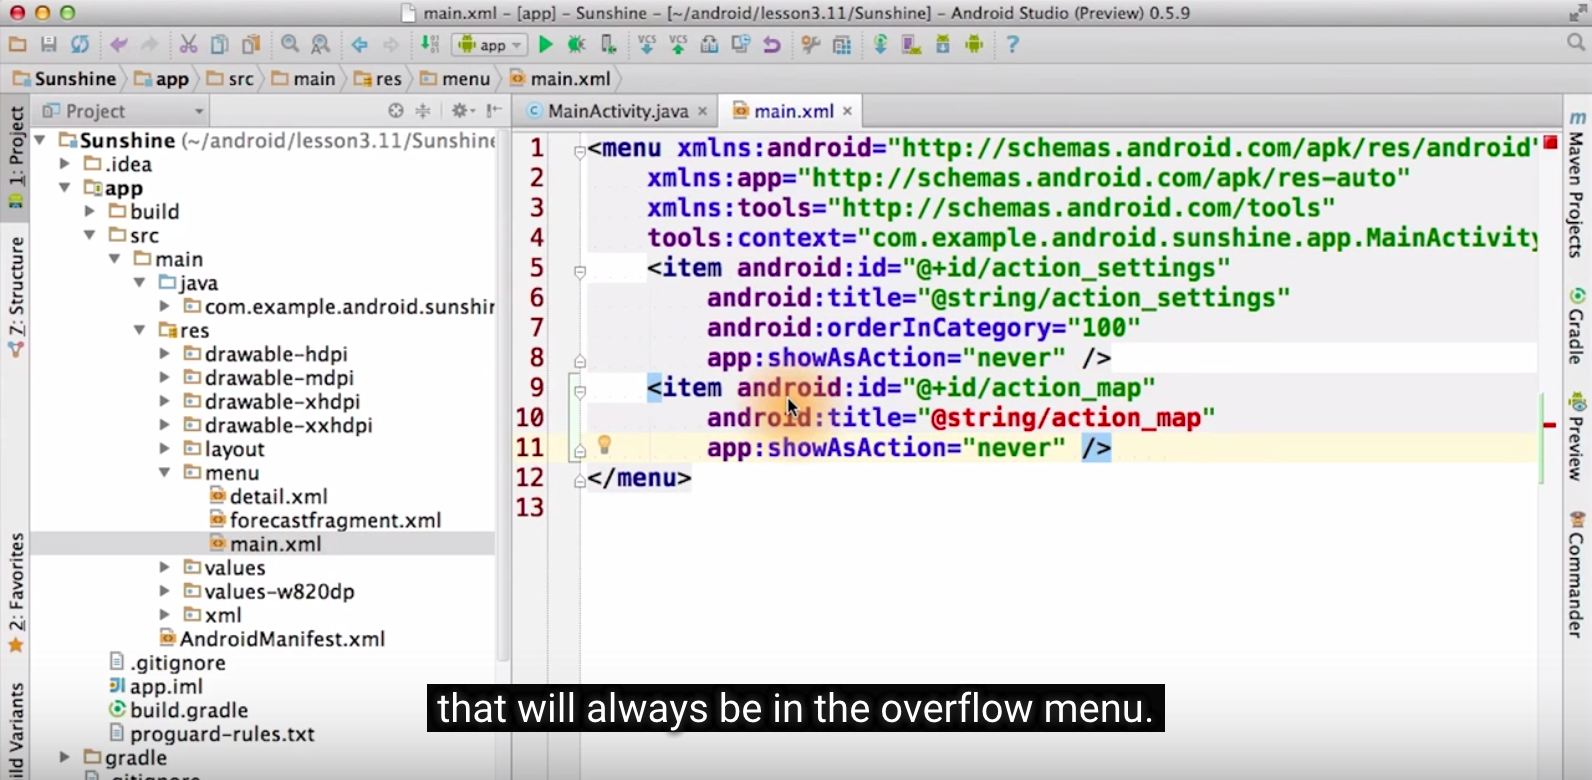 main.xml – [app] – Sunshine – [~/android/lesson3.11/Sunshine] – Android Studio (Preview) 0.5.9
app
VCS VCS
?
Sunshine app src main res menu main.xml
1: Project
Z: Structure
2: Favorites
ild Variants
Project
Sunshine (~/android/lesson3.11/Sunshine
.idea
app
build
src
main
java
com.example.android.sunshin
res
drawable-hdpi
drawable-mdpi
drawable-xhdpi
drawable-xxhdpi
layout
menu
detail.xml
forecastfragment.xml
main.xml
values
values-w820dp
xml
AndroidManifest.xml
.gitignore
app.iml
build.gradle
proguard-rules.txt
gradle
.gitignore
MainActivity.java × main.xml ×
1 <menu xmlns:android="http://schemas.android.com/apk/res/android"
2 xmlns:app="http://schemas.android.com/apk/res-auto"
3 xmlns:tools="http://schemas.android.com/tools"
4 tools:context="com.example.android.sunshine.app.MainActivity
5 <item android:id="@+id/action_settings"
6 android:title="@string/action_settings"
7 android:orderInCategory="100"
8 app:showAsAction="never" />
9 <item android:id="@+id/action_map"
10 android:title="@string/action_map"
11 app:showAsAction="never" />
12 </menu>
13
m Maven Projects
Gradle
Preview
Commander
that will always be in the overflow menu.